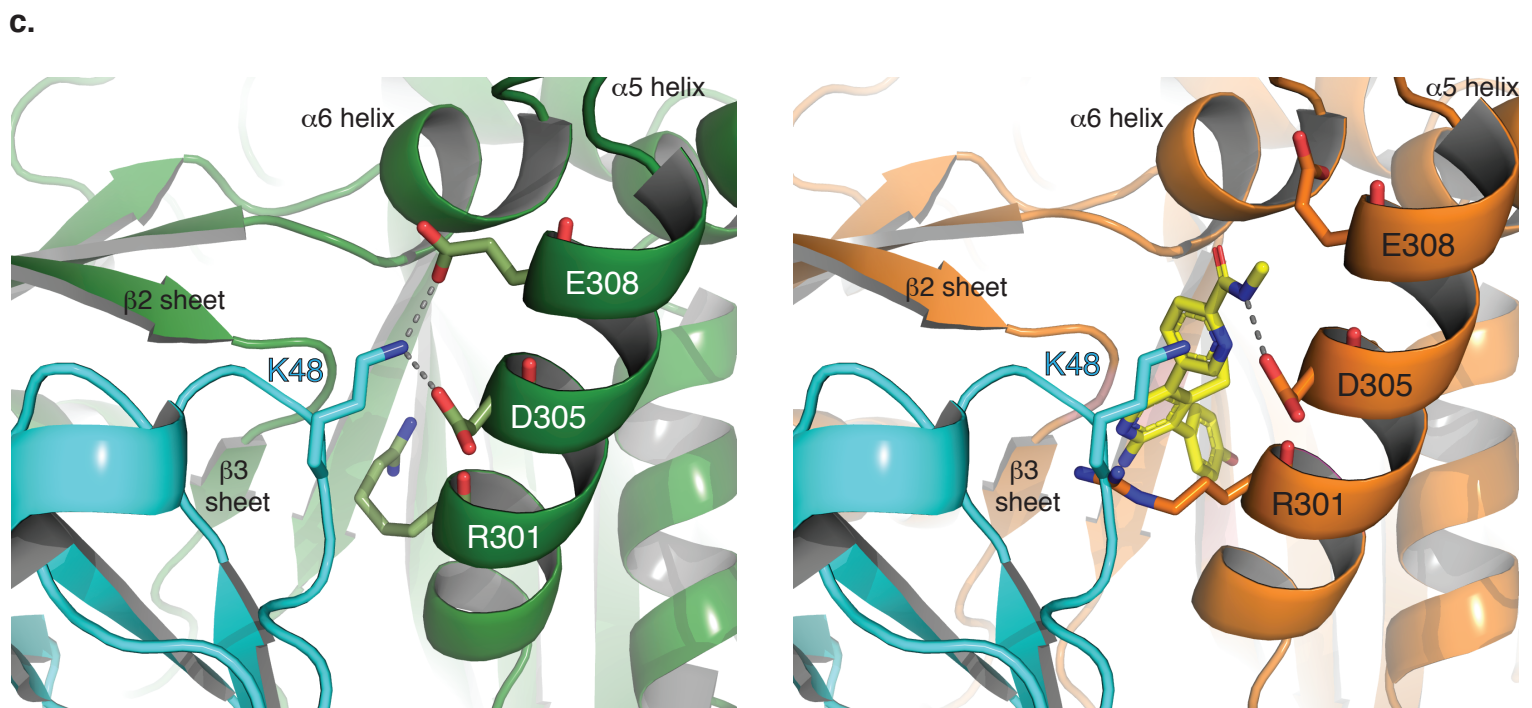 c.
α5 helix
α6 helix
E308
β2 sheet
K48
D305
β3
sheet
R301
α5 helix
α6 helix
E308
β2 sheet
K48
D305
β3
sheet
R301